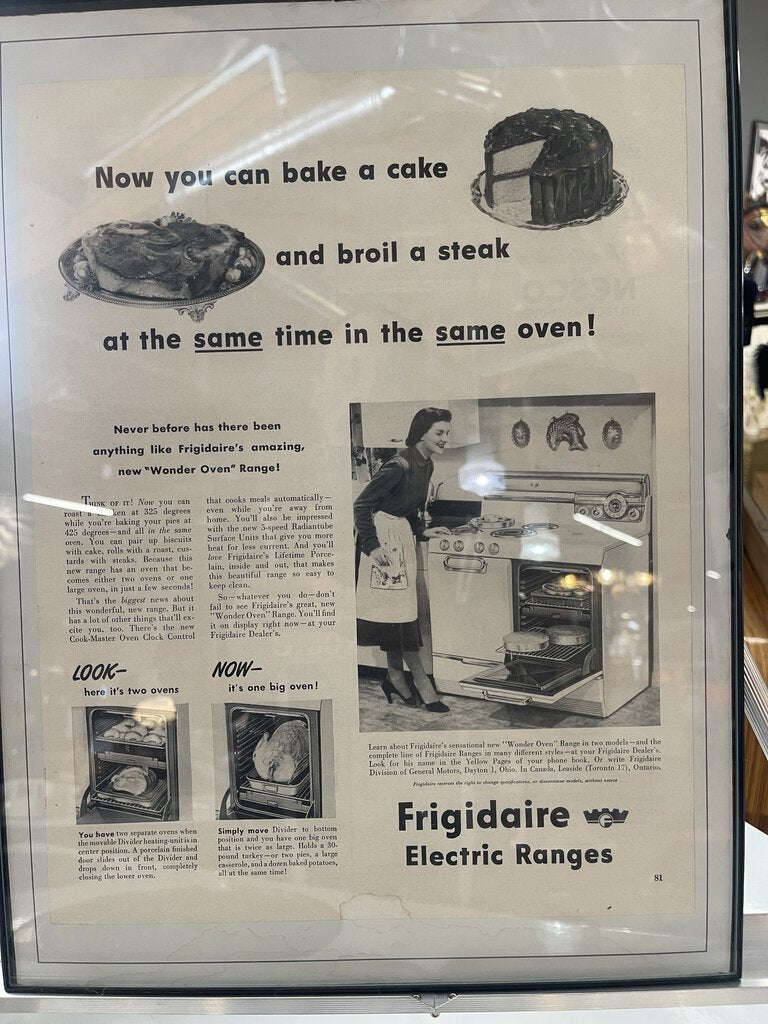 Now you can bake a cake
and broil a steak
at the same time in the same oven!
Never before has there been
anything like Frigidaire's amazing,
new "Wonder Oven" Range!
THINK OF IT! Now you can
roast a chicken at 325 degrees
while you're baking your pies at
425 degrees—and all in the same
oven. You can pair up biscuits
with cake, rolls with a roast, cus-
tards with steaks. Because this
new range has an oven that be-
comes either two ovens or one
large oven, in just a few seconds!
That's the biggest news about
this wonderful, new range. But it
has a lot of other things that'll ex-
cite you, too. There's the new
Cook-Master Oven Clock Control
that cooks meals automatically—
even while you're away from
home. You'll also be impressed
with the new 5-speed Radiantube
Surface Units that give you more
heat for less current. And you'll
love Frigidaire's Lifetime Porce-
lain, inside and out, that makes
this beautiful range so easy to
keep clean.
So—whatever you do—don't
fail to see Frigidaire's great, new
"Wonder Oven" Range. You'll find
it on display right now—at your
Frigidaire Dealer's.
LOOK—
here it's two ovens
NOW—
it's one big oven!
You have two separate ovens when
the movable Divider heating-unit is in
center position. A porcelain finished
door slides out of the Divider and
drops down in front, completely
closing the lower oven.
Simply move Divider to bottom
position and you have one big oven
that is twice as large. Holds a 30-
pound turkey—or two pies, a large
casserole, and a dozen baked potatoes,
all at the same time!
Learn about Frigidaire's sensational new "Wonder Oven" Range in two models—and the
complete line of Frigidaire Ranges in many different styles—at your Frigidaire Dealer's.
Look for his name in the Yellow Pages of your phone book. Or write Frigidaire
Division of General Motors, Dayton 1, Ohio. In Canada, Leaside (Toronto 17), Ontario.
Frigidaire reserves the right to change specifications, or discontinue models, without notice
Frigidaire
Electric Ranges
81